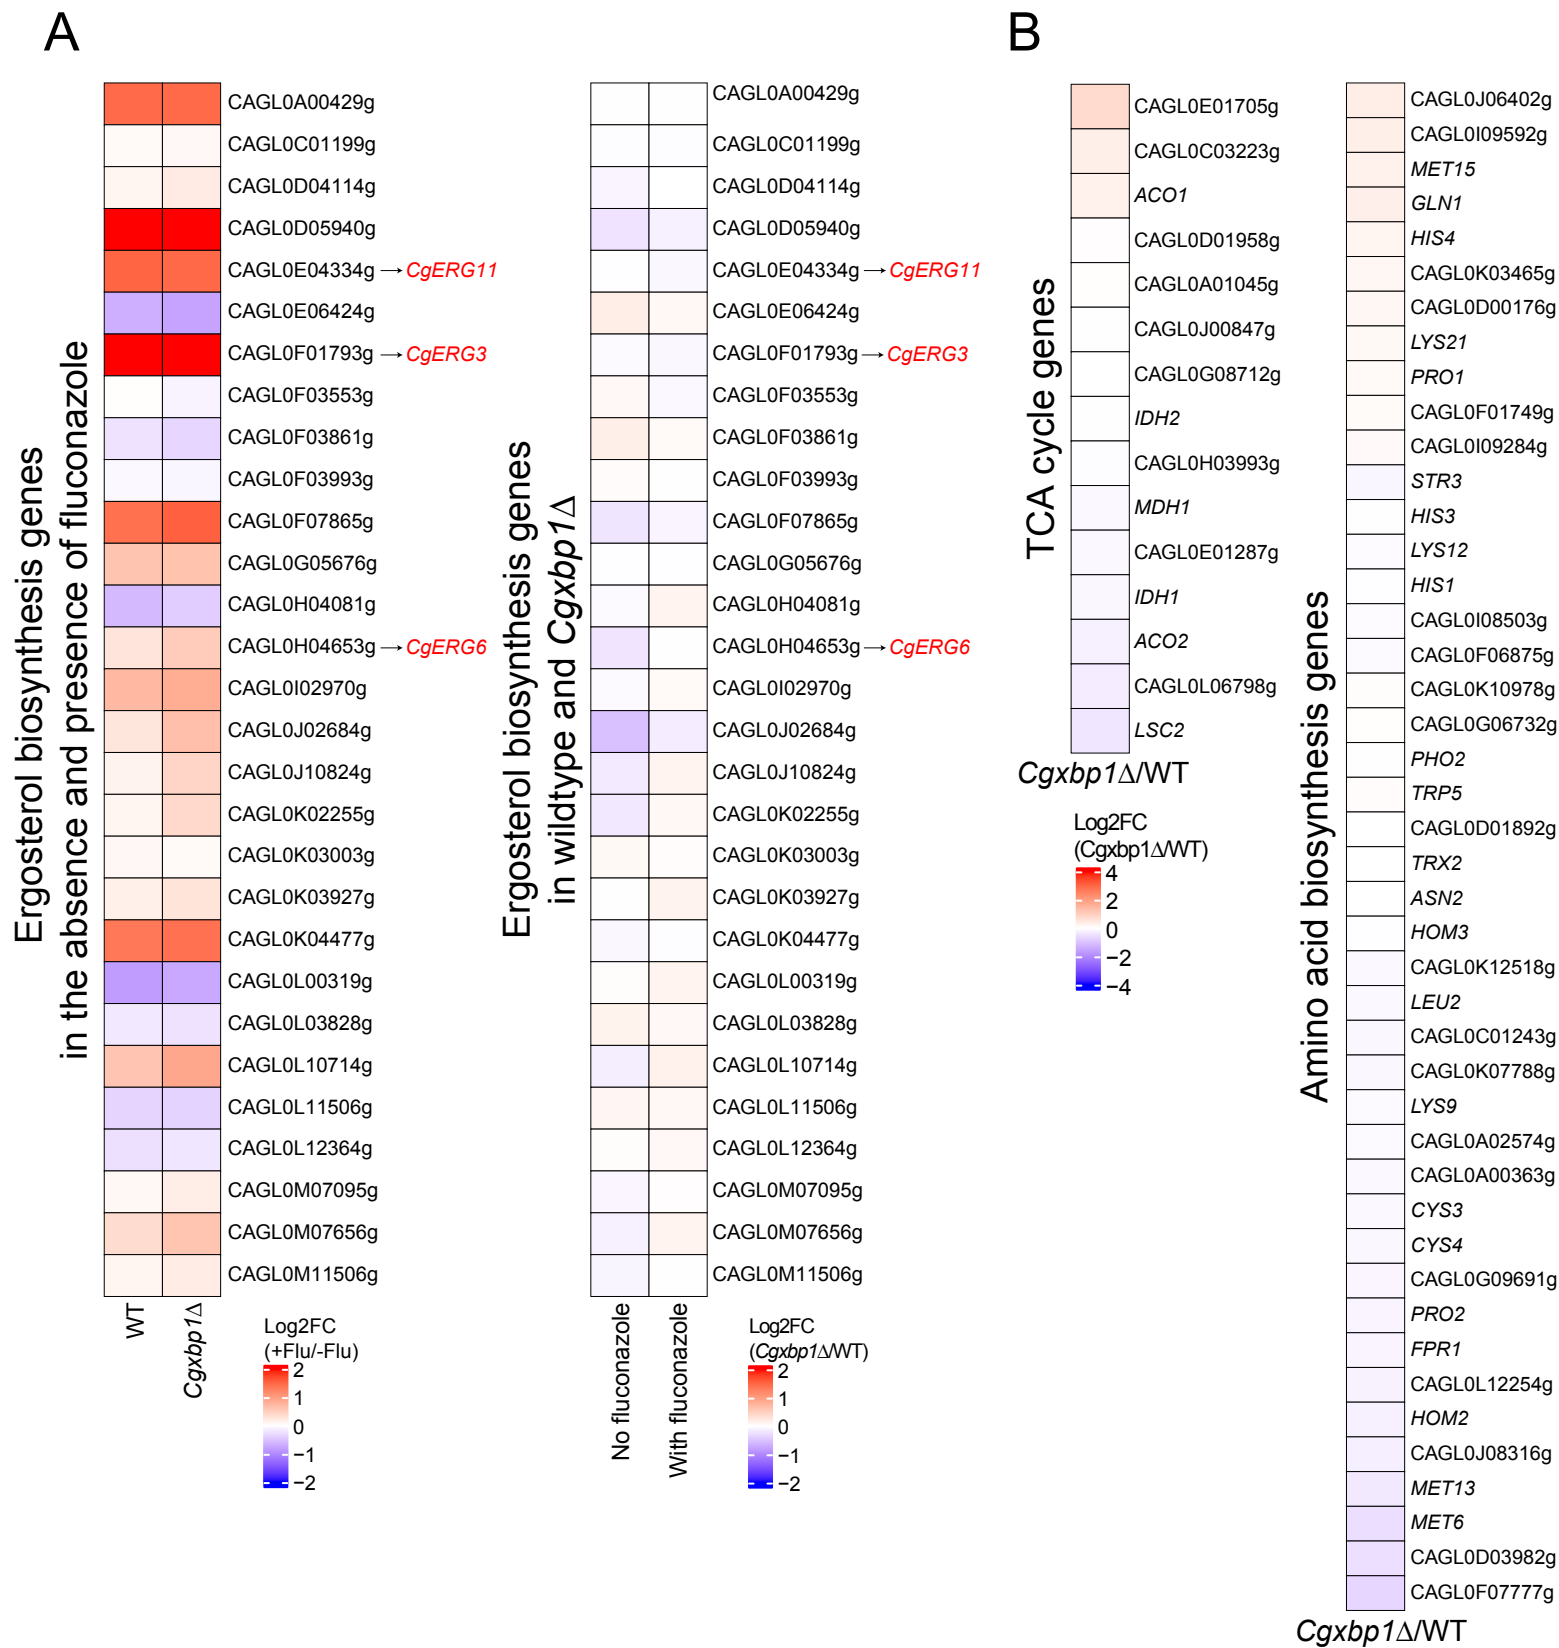 A
Ergosterol biosynthesis genes
in the absence and presence of fluconazole
CAGL0A00429g
CAGL0C01199g
CAGL0D04114g
CAGL0D05940g
CAGL0E04334g → CgERG11
CAGL0E06424g
CAGL0F01793g → CgERG3
CAGL0F03553g
CAGL0F03861g
CAGL0F03993g
CAGL0F07865g
CAGL0G05676g
CAGL0H04081g
CAGL0H04653g → CgERG6
CAGL0I02970g
CAGL0J02684g
CAGL0J10824g
CAGL0K02255g
CAGL0K03003g
CAGL0K03927g
CAGL0K04477g
CAGL0L00319g
CAGL0L03828g
CAGL0L10714g
CAGL0L11506g
CAGL0L12364g
CAGL0M07095g
CAGL0M07656g
CAGL0M11506g
WT
Cgxbp1Δ
Log2FC
(+Flu/-Flu)
2
1
0
−1
−2
Ergosterol biosynthesis genes
in wildtype and Cgxbp1Δ
CAGL0A00429g
CAGL0C01199g
CAGL0D04114g
CAGL0D05940g
CAGL0E04334g → CgERG11
CAGL0E06424g
CAGL0F01793g → CgERG3
CAGL0F03553g
CAGL0F03861g
CAGL0F03993g
CAGL0F07865g
CAGL0G05676g
CAGL0H04081g
CAGL0H04653g → CgERG6
CAGL0I02970g
CAGL0J02684g
CAGL0J10824g
CAGL0K02255g
CAGL0K03003g
CAGL0K03927g
CAGL0K04477g
CAGL0L00319g
CAGL0L03828g
CAGL0L10714g
CAGL0L11506g
CAGL0L12364g
CAGL0M07095g
CAGL0M07656g
CAGL0M11506g
No fluconazole
With fluconazole
Log2FC
(Cgxbp1Δ/WT)
2
1
0
−1
−2
B
TCA cycle genes
CAGL0E01705g
CAGL0C03223g
ACO1
CAGL0D01958g
CAGL0A01045g
CAGL0J00847g
CAGL0G08712g
IDH2
CAGL0H03993g
MDH1
CAGL0E01287g
IDH1
ACO2
CAGL0L06798g
LSC2
Cgxbp1Δ/WT
Log2FC
(Cgxbp1Δ/WT)
4
2
0
−2
−4
Amino acid biosynthesis genes
CAGL0J06402g
CAGL0I09592g
MET15
GLN1
HIS4
CAGL0K03465g
CAGL0D00176g
LYS21
PRO1
CAGL0F01749g
CAGL0I09284g
STR3
HIS3
LYS12
HIS1
CAGL0I08503g
CAGL0F06875g
CAGL0K10978g
CAGL0G06732g
PHO2
TRP5
CAGL0D01892g
TRX2
ASN2
HOM3
CAGL0K12518g
LEU2
CAGL0C01243g
CAGL0K07788g
LYS9
CAGL0A02574g
CAGL0A00363g
CYS3
CYS4
CAGL0G09691g
PRO2
FPR1
CAGL0L12254g
HOM2
CAGL0J08316g
MET13
MET6
CAGL0D03982g
CAGL0F07777g
Cgxbp1Δ/WT